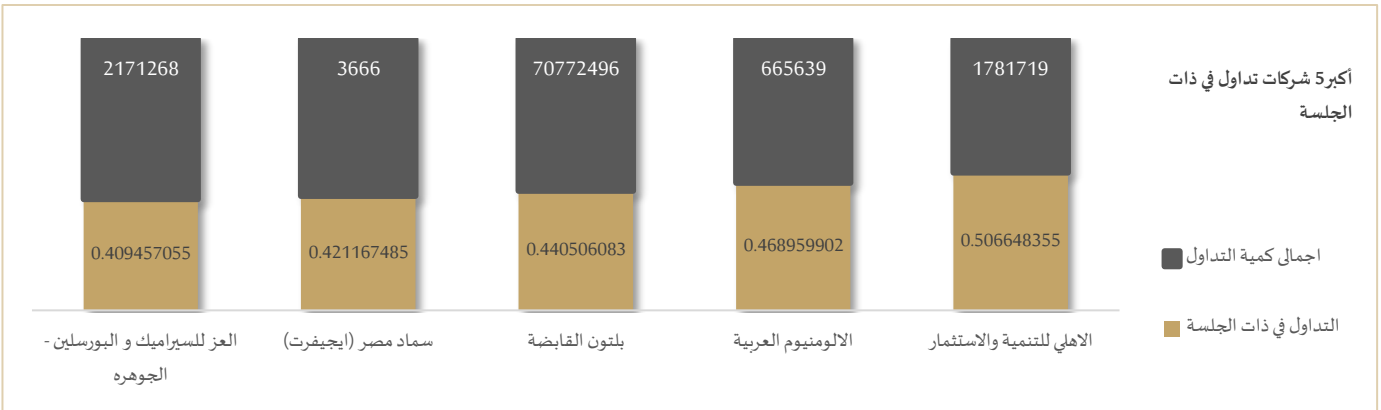 أكبر5 شركات تداول في ذات
الجلسة
1781719
665639
70772496
3666
2171268
0.506648355
0.468959902
0.440506083
0.421167485
0.409457055
اجمالى كمية التداول
التداول في ذات الجلسة
الاهلي للتنمية والاستثمار
الالومنيوم العربية
بلتون القابضة
سماد مصر (ايجيفرت)
العز للسيراميك و البورسلين -
الجوهره